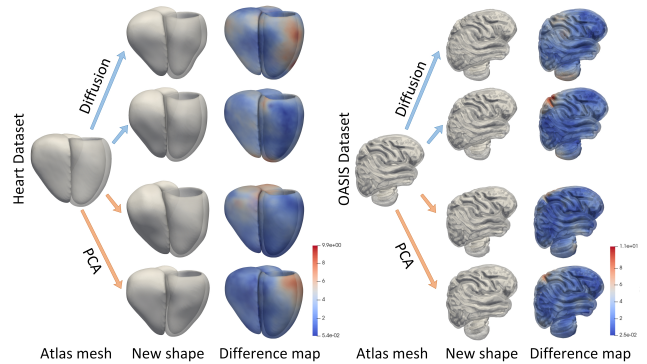 Heart Dataset
Diffusion
PCA
9.9e+00
8
6
4
2
5.4e-02
Atlas mesh
New shape
Difference map
OASIS Dataset
Diffusion
PCA
1.1e+01
8
6
4
2
2.5e-02
Atlas mesh
New shape
Difference map